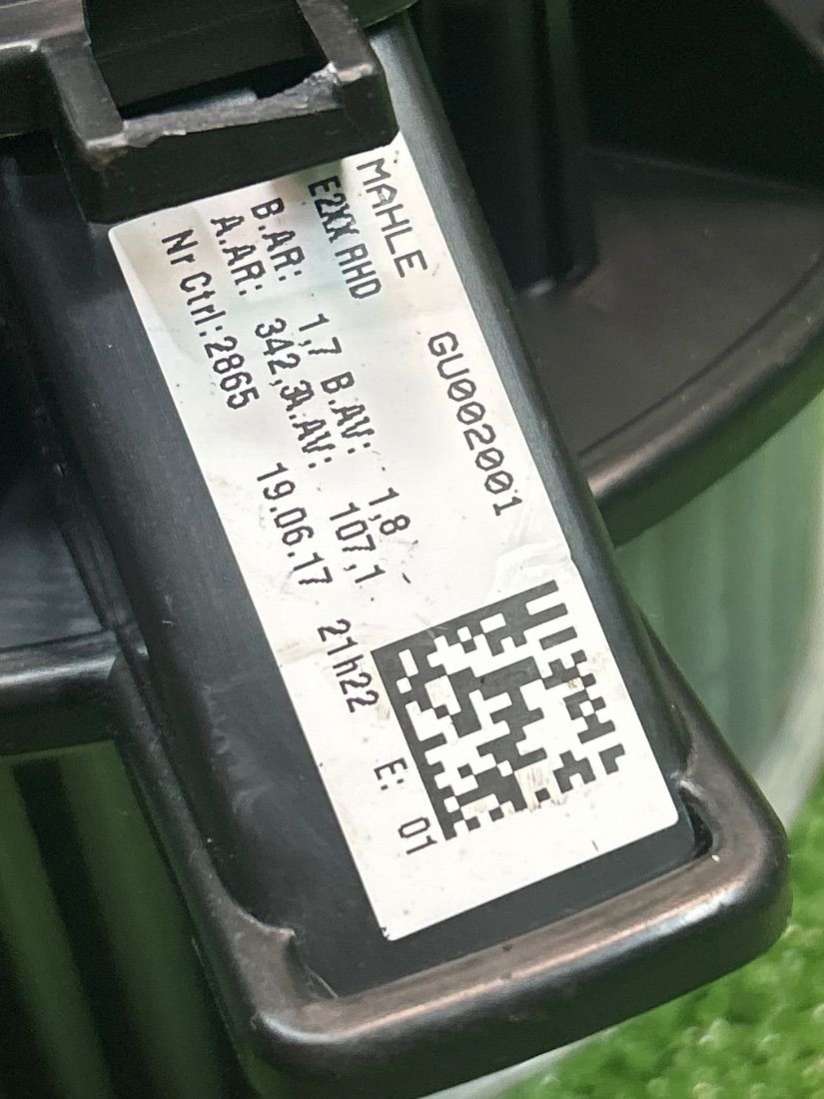 MAHLE GU002001
E2XX RHD
B.AR: 1,7 B.AV: 1,8
A.AR: 342,3A.AV: 107,1
Nr Ctrl:2865 19.06.17 21h22 E: 01